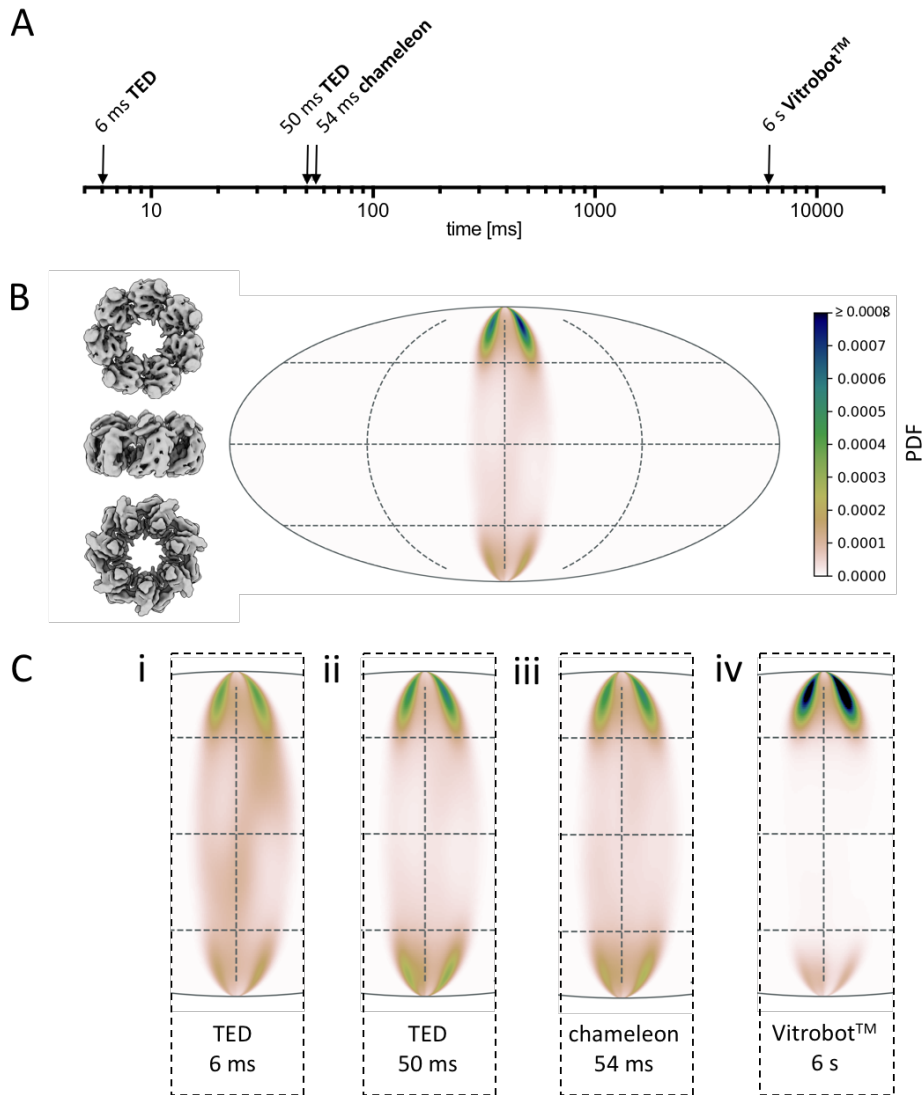 A
6 ms TED
50 ms TED
54 ms chameleon
6 s Vitrobot™
10
100
1000
10000
time [ms]
B
≥ 0.0008
0.0007
0.0006
0.0005
0.0004
0.0003
0.0002
0.0001
0.0000
PDF
C
i
ii
iii
iv
TED
6 ms
TED
50 ms
chameleon
54 ms
Vitrobot™
6 s